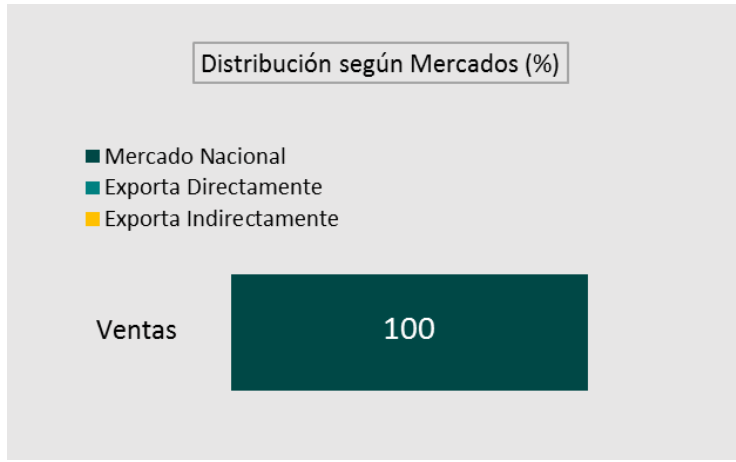 Distribución según Mercados (%)
Mercado Nacional
Exporta Directamente
Exporta Indirectamente
Ventas 100